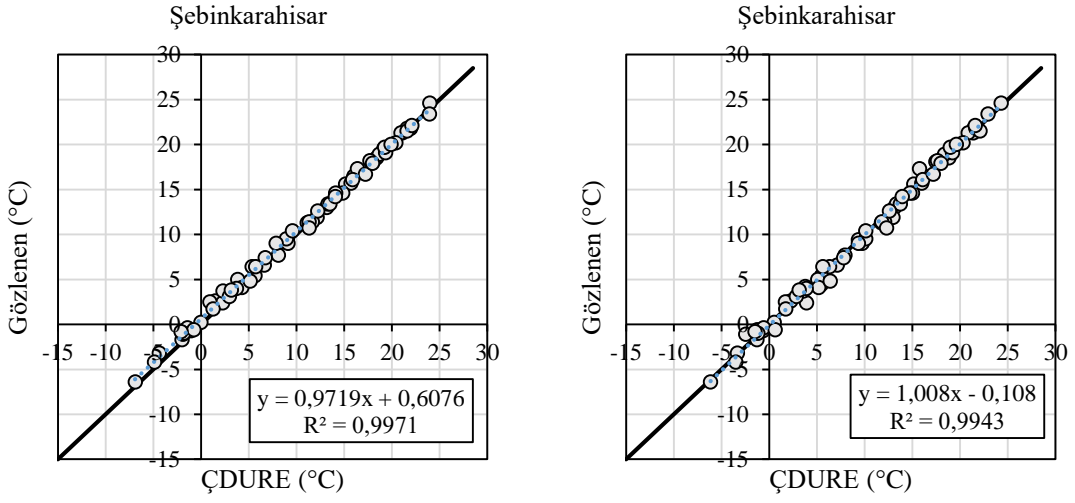 Şebinkarahisar
30
25
20
15
10
5
0
-5
-10
-15
-15 -10 -5 0 5 10 15 20 25 30
Gözlenen (°C)
ÇDURE (°C)
y = 0,9719x + 0,6076
R² = 0,9971
Şebinkarahisar
30
25
20
15
10
5
0
-5
-10
-15
-15 -10 -5 0 5 10 15 20 25 30
Gözlenen (°C)
ÇDURE (°C)
y = 1,008x - 0,108
R² = 0,9943